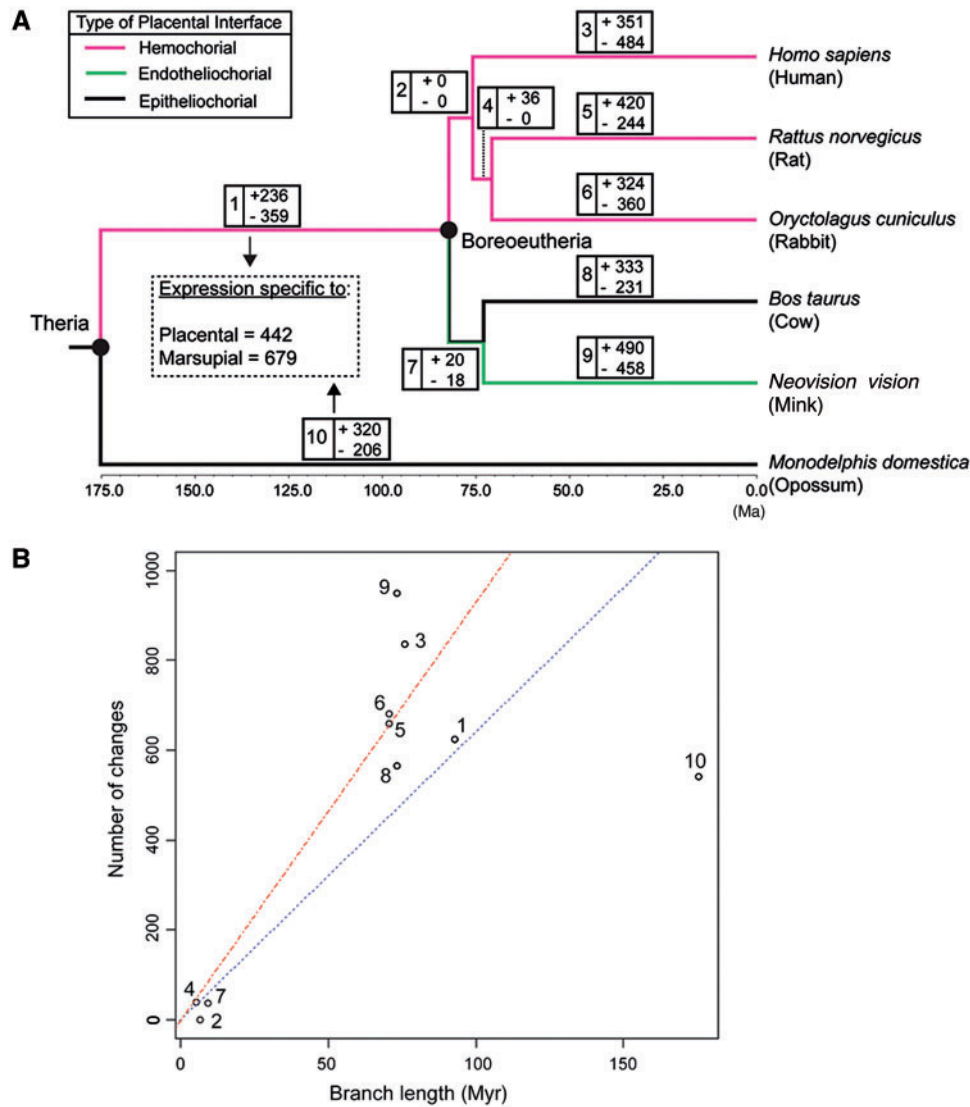 A
Type of Placental Interface
Hemochorial
Endotheliochorial
Epitheliochorial
3 + 351
- 484
Homo sapiens
(Human)
2 + 0
- 0
4 + 36
- 0
5 + 420
- 244
Rattus norvegicus
(Rat)
1 +236
- 359
6 + 324
- 360
Oryctolagus cuniculus
(Rabbit)
Boreoeutheria
Expression specific to:
Placental = 442
Marsupial = 679
8 + 333
- 231
Bos taurus
(Cow)
Theria
7 + 20
- 18
9 + 490
- 458
Neovision vision
(Mink)
10 + 320
- 206
Monodelphis domestica
(Opossum)
175.0 150.0 125.0 100.0 75.0 50.0 25.0 0.0
(Ma)
B
1000
800
600
400
200
0
Number of changes
9
3
6
5
1
8
10
4
7
2
0 50 100 150
Branch length (Myr)